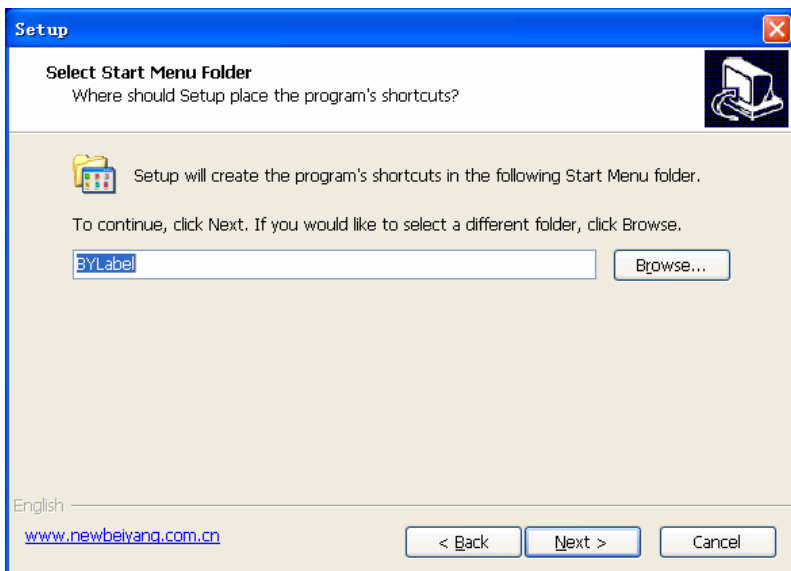 Setup
Select Start Menu Folder
Where should Setup place the program's shortcuts?
Setup will create the program's shortcuts in the following Start Menu folder.
To continue, click Next. If you would like to select a different folder, click Browse.
BYLabel
Browse...
English
www.newbeiyang.com.cn
< Back
Next >
Cancel